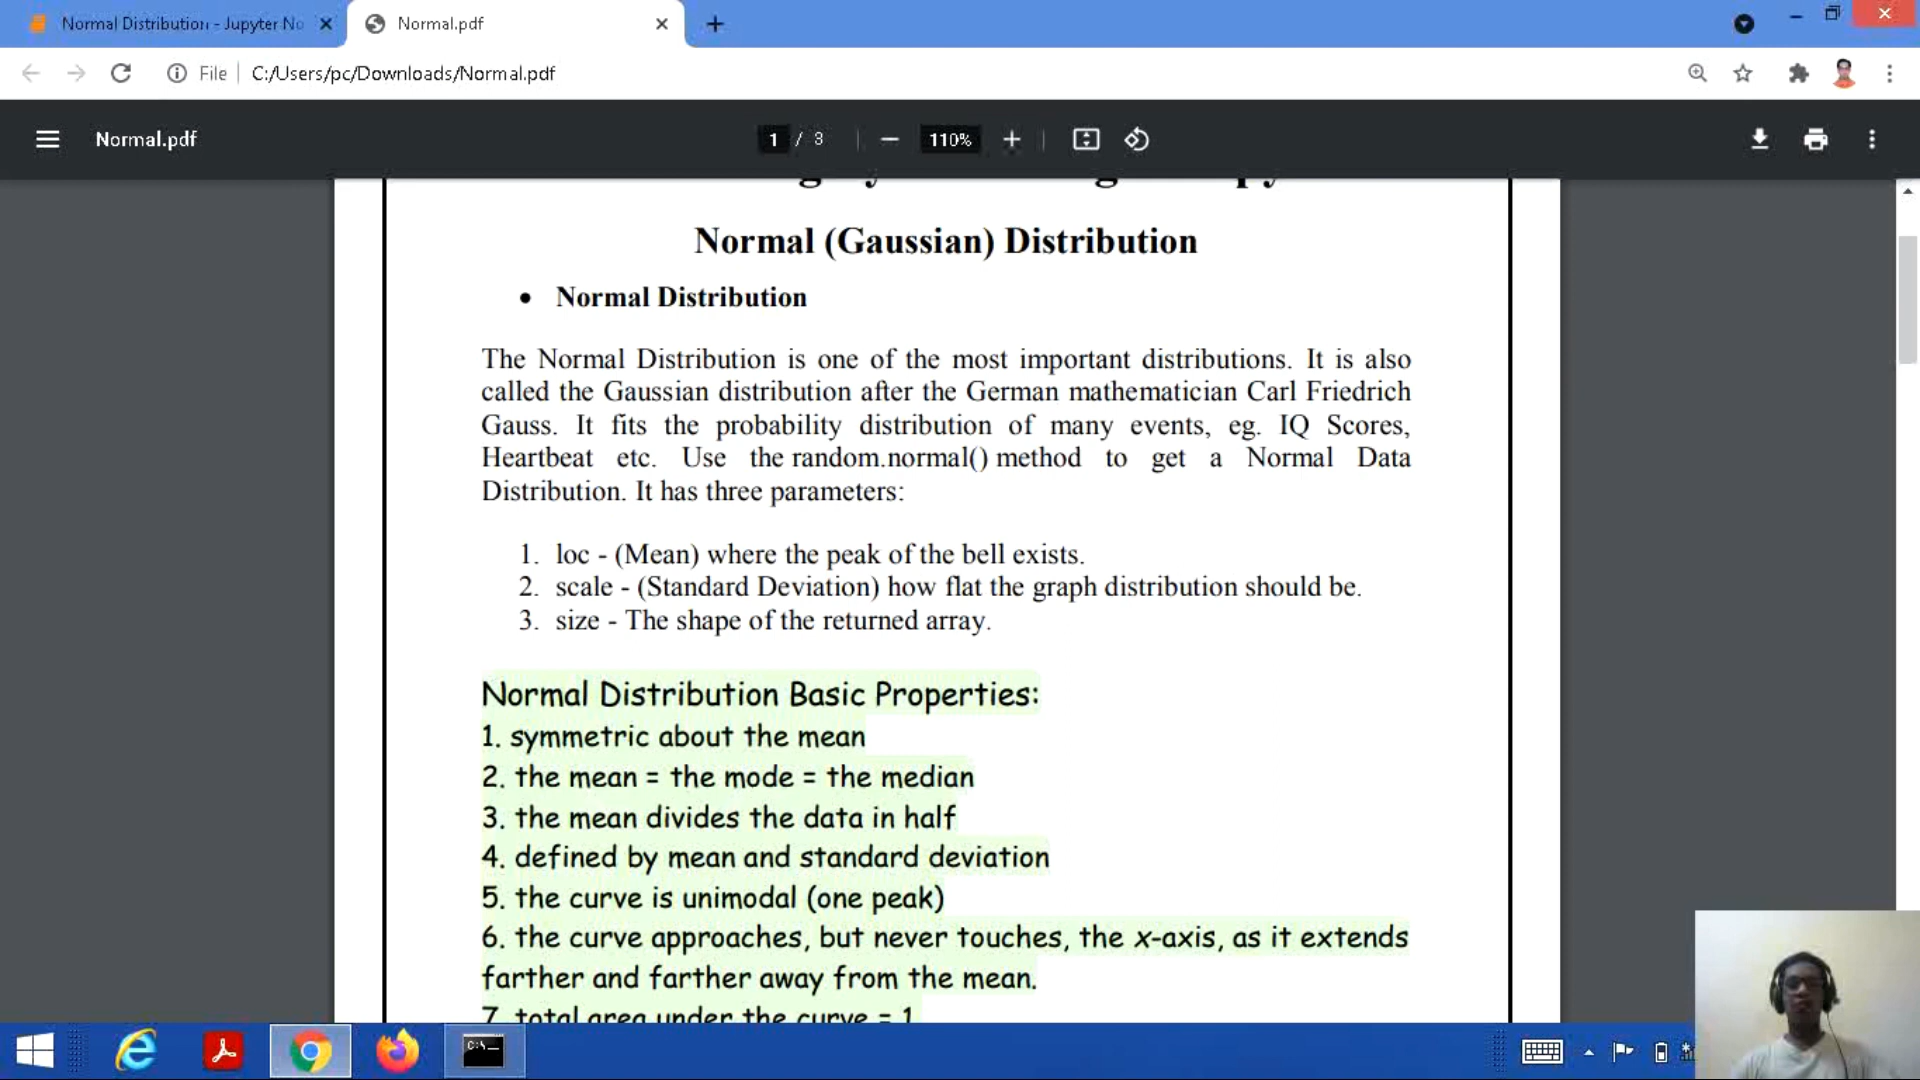 Normal Distribution - Jupyter No
Normal.pdf
File
C:/Users/pc/Downloads/Normal.pdf
Normal.pdf
1 / 3
110%
Normal (Gaussian) Distribution
• Normal Distribution
The Normal Distribution is one of the most important distributions. It is also
called the Gaussian distribution after the German mathematician Carl Friedrich
Gauss. It fits the probability distribution of many events, eg. IQ Scores,
Heartbeat etc. Use the random.normal() method to get a Normal Data
Distribution. It has three parameters:
1. loc - (Mean) where the peak of the bell exists.
2. scale - (Standard Deviation) how flat the graph distribution should be.
3. size - The shape of the returned array.
Normal Distribution Basic Properties:
1. symmetric about the mean
2. the mean = the mode = the median
3. the mean divides the data in half
4. defined by mean and standard deviation
5. the curve is unimodal (one peak)
6. the curve approaches, but never touches, the x-axis, as it extends
farther and farther away from the mean.
7. total area under the curve = 1
C:\